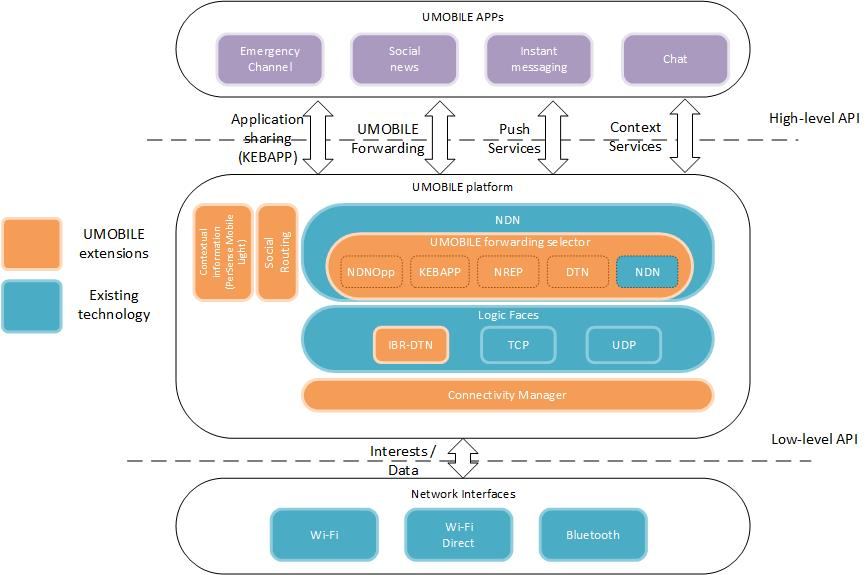 UMOBILE APPs
Emergency
Channel
Social
news
Instant
messaging
Chat
High-level API
Application
sharing
(KEBAPP)
UMOBILE
Forwarding
Push
Services
Context
Services
UMOBILE platform
UMOBILE
extensions
Existing
technology
Contextual
information
(PerSense Mobile
Light)
Social
Routing
NDN
UMOBILE forwarding selector
NDNOpp
KEBAPP
NREP
DTN
NDN
Logic Faces
IBR-DTN
TCP
UDP
Connectivity Manager
Low-level API
Interests /
Data
Network Interfaces
Wi-Fi
Wi-Fi
Direct
Bluetooth